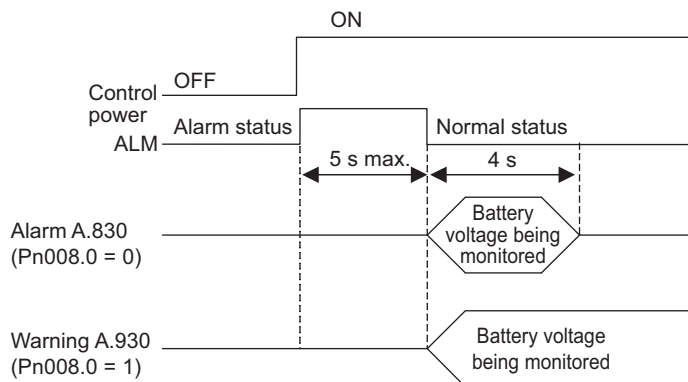 ON
OFF
Control
power
ALM
Alarm status
Normal status
5 s max.
4 s
Alarm A.830
(Pn008.0 = 0)
Battery
voltage being
monitored
Warning A.930
(Pn008.0 = 1)
Battery voltage
being monitored